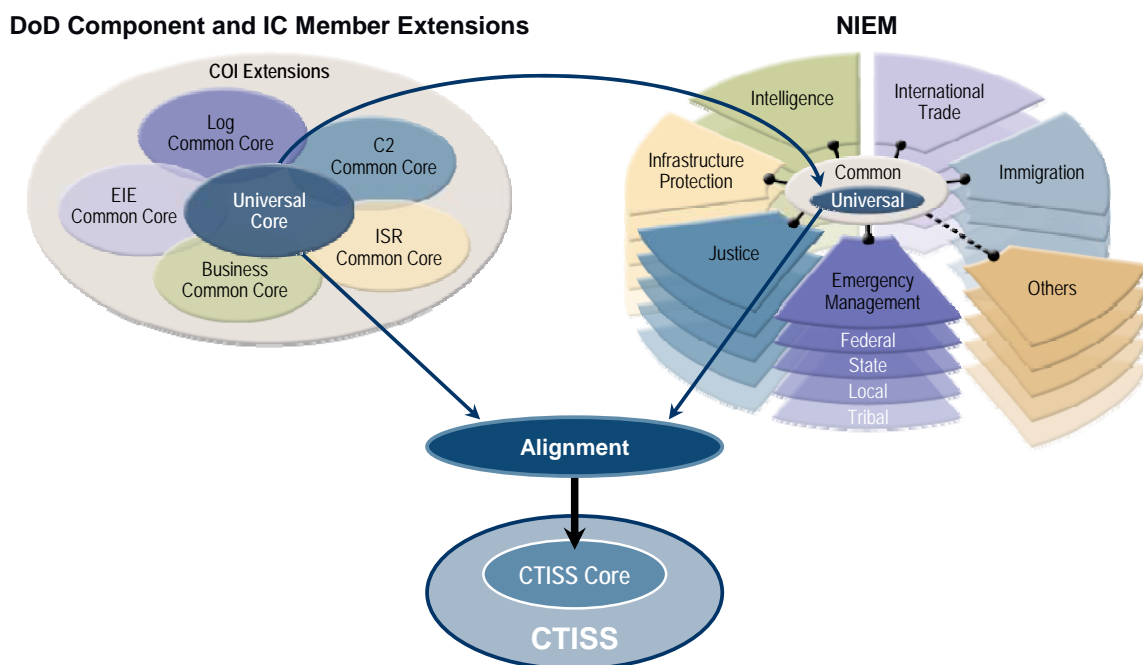 DoD Component and IC Member Extensions
NIEM
COI Extensions
Log
Common Core
C2
Common Core
EIE
Common Core
Universal
Core
ISR
Common Core
Business
Common Core
Intelligence
International
Trade
Infrastructure
Protection
Common
Universal
Immigration
Justice
Emergency
Management
Others
Federal
State
Local
Tribal
Alignment
CTISS Core
CTISS